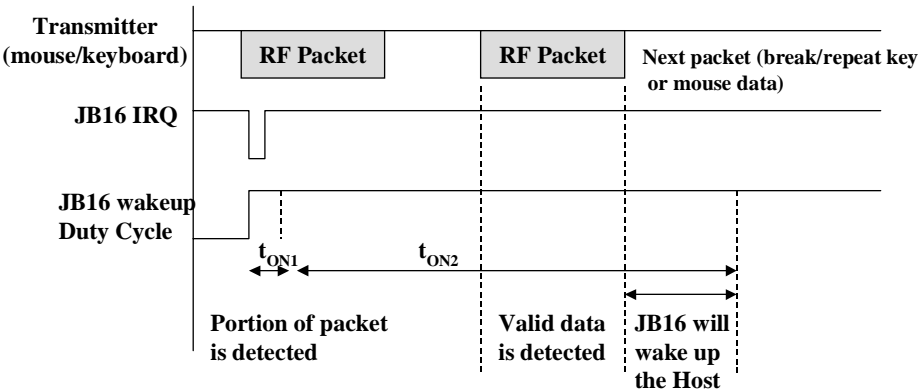 Transmitter
(mouse/keyboard)
RF Packet
RF Packet
Next packet (break/repeat key
or mouse data)
JB16 IRQ
JB16 wakeup
Duty Cycle
tON1
tON2
Portion of packet
is detected
Valid data
is detected
JB16 will
wake up
the Host